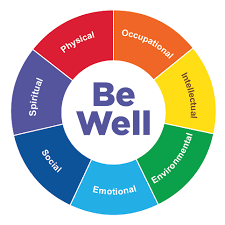 Physical
Occupational
Intellectual
Environmental
Emotional
Social
Spiritual
Be
Well